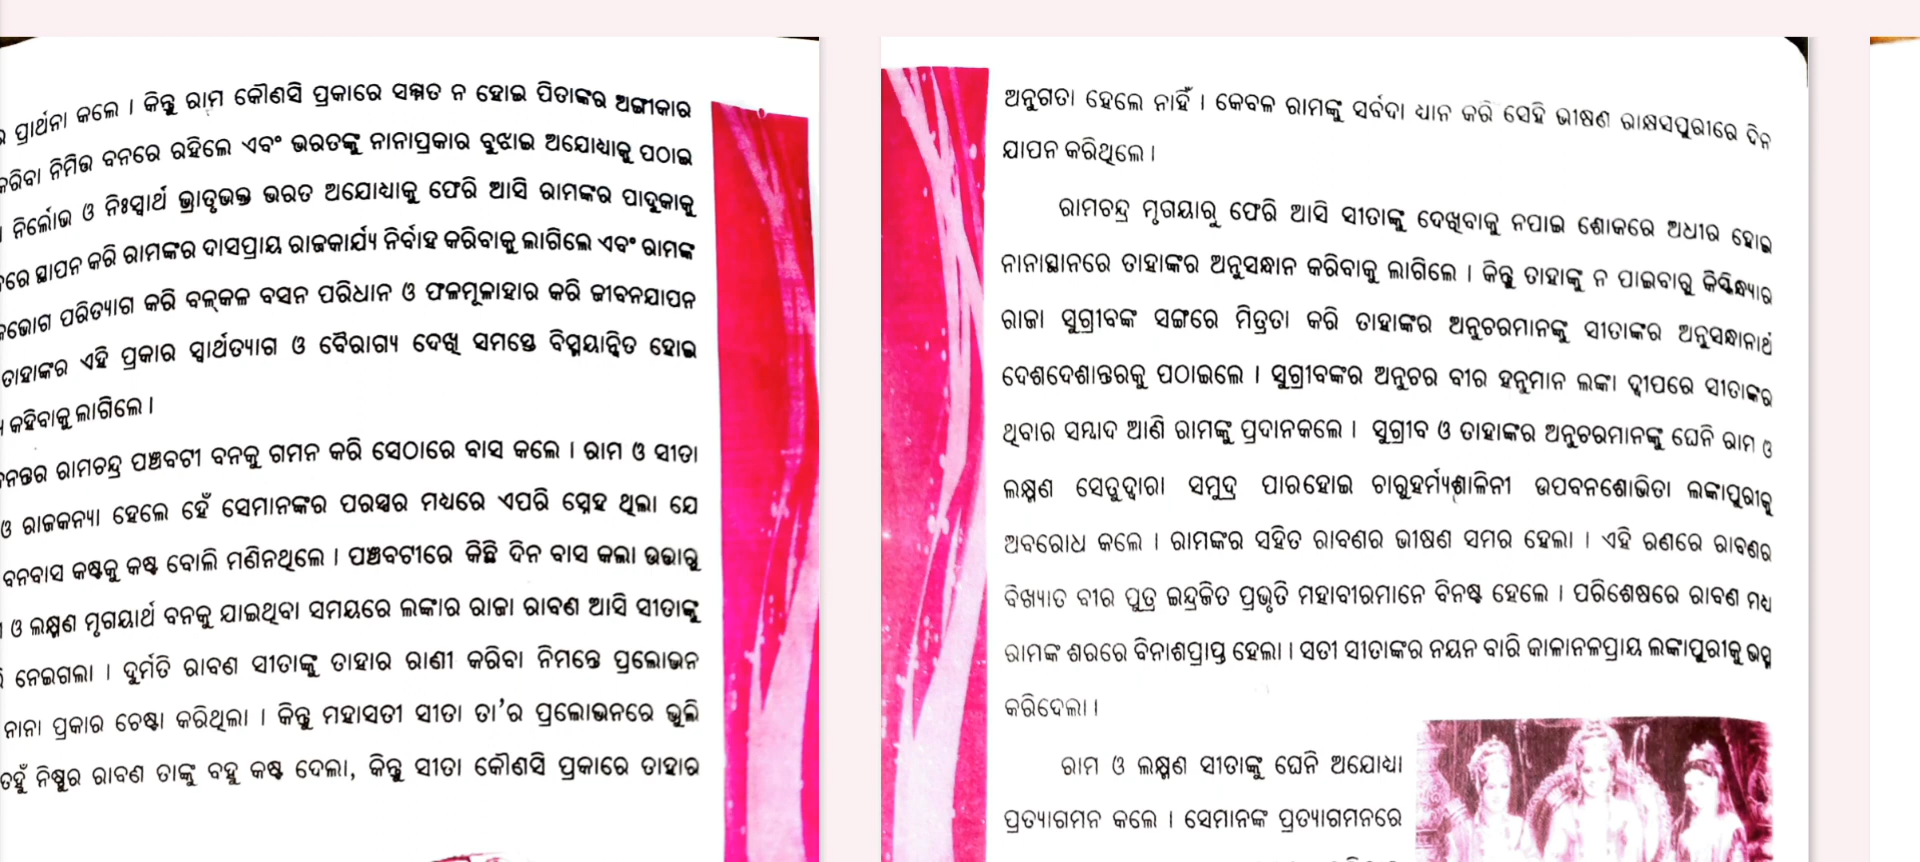 ପ୍ରାର୍ଥନା କଲେ । କିନ୍ତୁ ରାମ କୌଣସି ପ୍ରକାରେ ସମ୍ମତ ନ ହୋଇ ପିତାଙ୍କର ଅଙ୍ଗୀକାର
କରିବା ନିମିତ୍ତ ବନରେ ରହିଲେ ଏବଂ ଭରତଙ୍କୁ ନାନାପ୍ରକାର ବୁଝାଇ ଅଯୋଧ୍ୟାକୁ ପଠାଇ
ନିର୍ଲୋଭ ଓ ନିଃସ୍ୱାର୍ଥ ଭ୍ରାତୃଭକ୍ତ ଭରତ ଅଯୋଧ୍ୟାକୁ ଫେରି ଆସି ରାମଙ୍କର ପାଦୁକାକୁ
ସ୍ଥାପନ କରି ରାମଙ୍କର ଦାସପ୍ରାୟ ରାଜକାର୍ଯ୍ୟ ନିର୍ବାହ କରିବାକୁ ଲାଗିଲେ ଏବଂ ରାମଙ୍କ
ପରିତ୍ୟାଗ କରି ବଳ୍‌କଳ ବସନ ପରିଧାନ ଓ ଫଳମୂଳାହାର କରି ଜୀବନଯାପନ
ତାହାଙ୍କର ଏହି ପ୍ରକାର ସ୍ୱାର୍ଥତ୍ୟାଗ ଓ ବୈରାଗ୍ୟ ଦେଖି ସମସ୍ତେ ବିସ୍ମୟାନ୍ୱିତ ହୋଇ
କହିବାକୁ ଲାଗିଲେ ।
ରାମଚନ୍ଦ୍ର ପଞ୍ଚବଟୀ ବନକୁ ଗମନ କରି ସେଠାରେ ବାସ କଲେ । ରାମ ଓ ସୀତା
ଓ ରାଜକନ୍ୟା ହେଲେ ହେଁ ସେମାନଙ୍କର ପରସ୍ପର ମଧ୍ୟରେ ଏପରି ସ୍ନେହ ଥିଲା ଯେ
ବନବାସ କଷ୍ଟକୁ କଷ୍ଟ ବୋଲି ମଣିନଥିଲେ । ପଞ୍ଚବଟୀରେ କିଛି ଦିନ ବାସ କଲା ଉତ୍ତାରୁ
ଓ ଲକ୍ଷ୍ମଣ ମୃଗୟାର୍ଥ ବନକୁ ଯାଇଥିବା ସମୟରେ ଲଙ୍କାର ରାଜା ରାବଣ ଆସି ସୀତାଙ୍କୁ
ନେଇଗଲା । ଦୁର୍ମତି ରାବଣ ସୀତାଙ୍କୁ ତାହାର ରାଣୀ କରିବା ନିମନ୍ତେ ପ୍ରଲୋଭନ
ନାନା ପ୍ରକାର ଚେଷ୍ଟା କରିଥିଲା । କିନ୍ତୁ ମହାସତୀ ସୀତା ତା'ର ପ୍ରଲୋଭନରେ ଭୁଲି
ନିଷ୍ଠୁର ରାବଣ ତାଙ୍କୁ ବହୁ କଷ୍ଟ ଦେଲା, କିନ୍ତୁ ସୀତା କୌଣସି ପ୍ରକାରେ ତାହାର
ଅନୁଗତା ହେଲେ ନାହିଁ । କେବଳ ରାମଙ୍କୁ ସର୍ବଦା ଧ୍ୟାନ କରି ସେହି ଭୀଷଣ ରାକ୍ଷସପୁରୀରେ ଦିନ
ଯାପନ କରିଥିଲେ ।
ରାମଚନ୍ଦ୍ର ମୃଗୟାରୁ ଫେରି ଆସି ସୀତାଙ୍କୁ ଦେଖିବାକୁ ନପାଇ ଶୋକରେ ଅଧୀର ହୋଇ
ନାନାସ୍ଥାନରେ ତାହାଙ୍କର ଅନୁସନ୍ଧାନ କରିବାକୁ ଲାଗିଲେ । କିନ୍ତୁ ତାହାଙ୍କୁ ନ ପାଇବାରୁ କିଷ୍କିନ୍ଧ୍ୟାର
ରାଜା ସୁଗ୍ରୀବଙ୍କ ସଙ୍ଗରେ ମିତ୍ରତା କରି ତାହାଙ୍କର ଅନୁଚରମାନଙ୍କୁ ସୀତାଙ୍କର ଅନୁସନ୍ଧାନାର୍ଥ
ଦେଶଦେଶାନ୍ତରକୁ ପଠାଇଲେ । ସୁଗ୍ରୀବଙ୍କର ଅନୁଚର ବୀର ହନୁମାନ ଲଙ୍କା ଦ୍ୱୀପରେ ସୀତାଙ୍କର
ଥିବାର ସମ୍ବାଦ ଆଣି ରାମଙ୍କୁ ପ୍ରଦାନକଲେ । ସୁଗ୍ରୀବ ଓ ତାହାଙ୍କର ଅନୁଚରମାନଙ୍କୁ ଘେନି ରାମ ଓ
ଲକ୍ଷ୍ମଣ ସେତୁଦ୍ୱାରା ସମୁଦ୍ର ପାରହୋଇ ଚାରୁହର୍ମ୍ୟଶାଳିନୀ ଉପବନଶୋଭିତା ଲଙ୍କାପୁରୀକୁ
ଅବରୋଧ କଲେ । ରାମଙ୍କର ସହିତ ରାବଣର ଭୀଷଣ ସମର ହେଲା । ଏହି ରଣରେ ରାବଣର
ବିଖ୍ୟାତ ବୀର ପୁତ୍ର ଇନ୍ଦ୍ରଜିତ ପ୍ରଭୃତି ମହାବୀରମାନେ ବିନଷ୍ଟ ହେଲେ । ପରିଶେଷରେ ରାବଣ ମଧ୍ୟ
ରାମଙ୍କ ଶରରେ ବିନାଶପ୍ରାପ୍ତ ହେଲା । ସତୀ ସୀତାଙ୍କର ନୟନ ବାରି କାଳାନଳପ୍ରାୟ ଲଙ୍କାପୁରୀକୁ ଭସ୍ମ
କରିଦେଲା ।
ରାମ ଓ ଲକ୍ଷ୍ମଣ ସୀତାଙ୍କୁ ଘେନି ଅଯୋଧ୍ୟା
ପ୍ରତ୍ୟାଗମନ କଲେ । ସେମାନଙ୍କ ପ୍ରତ୍ୟାଗମନରେ